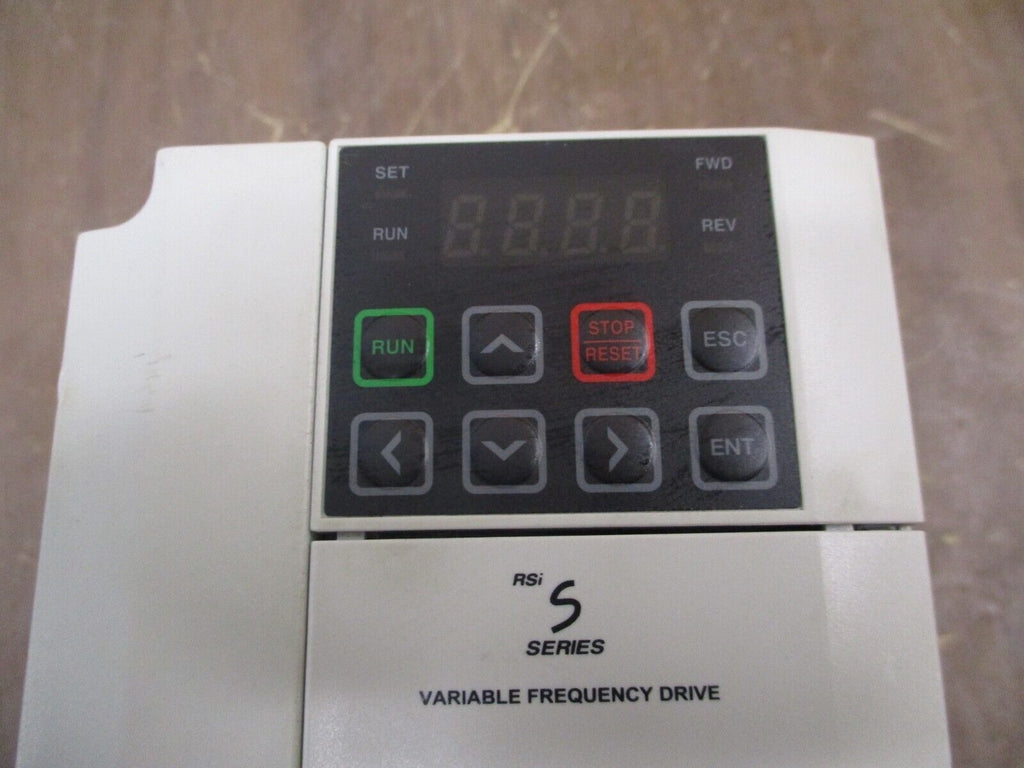 SET
FWD
RUN
REV
RUN
STOP
RESET
ESC
ENT
RSi
S
SERIES
VARIABLE FREQUENCY DRIVE